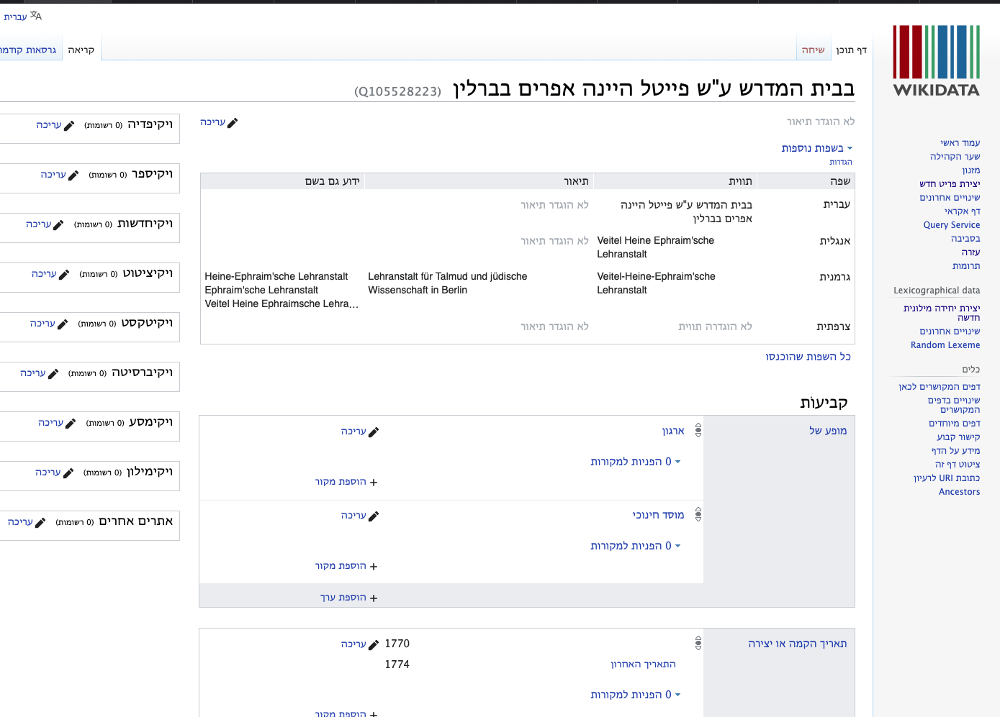 עברית
דף תוכן
שיחה
קריאה
גרסאות קודמ
WIKIDATA
בבית המדרש ע"ש פייטל היינה אפרים בברלין (Q105528223)
לא הוגדר תיאור
עריכה
בשפות נוספות
הגדרות
שפה תווית תיאור ידוע גם בשם
עברית
בבית המדרש ע"ש פייטל היינה
אפרים בברלין
לא הוגדר תיאור
אנגלית
Veitel Heine Ephraim'sche
Lehranstalt
לא הוגדר תיאור
גרמנית
Veitel-Heine-Ephraim'sche
Lehranstalt
Lehranstalt für Talmud und jüdische
Wissenschaft in Berlin
Heine-Ephraim'sche Lehranstalt
Ephraim'sche Lehranstalt
Veitel Heine Ephraimsche Lehra...
צרפתית
לא הוגדרה תווית
לא הוגדר תיאור
כל השפות שהוכנסו
קביעות
מופע של
ארגון
עריכה
0 הפניות למקורות
+ הוספת מקור
מוסד חינוכי
עריכה
0 הפניות למקורות
+ הוספת מקור
+ הוספת ערך
תאריך הקמה או יצירה
1770
עריכה
התאריך האחרון
1774
0 הפניות למקורות
+ הוספת מקור
עמוד ראשי
שער הקהילה
מזנון
יצירת פריט חדש
שינויים אחרונים
דף אקראי
Query Service
בסביבה
עזרה
תרומות
Lexicographical data
יצירת יחידה מילונית
חדשה
שינויים אחרונים
Random Lexeme
כלים
דפים המקושרים לכאן
שינויים בדפים
המקושרים
דפים מיוחדים
קישור קבוע
מידע על הדף
ציטוט דף זה
כתובת URI לרעיון
Ancestors
ויקיפדיה (0 רשומות) עריכה
ויקיספר (0 רשומות) עריכה
ויקיחדשות (0 רשומות) עריכה
ויקיציטוט (0 רשומות) עריכה
ויקיטקסט (0 רשומות) עריכה
ויקיברסיטה (0 רשומות) עריכה
ויקימסע (0 רשומות) עריכה
ויקימילון (0 רשומות) עריכה
אתרים אחרים (0 רשומות) עריכה